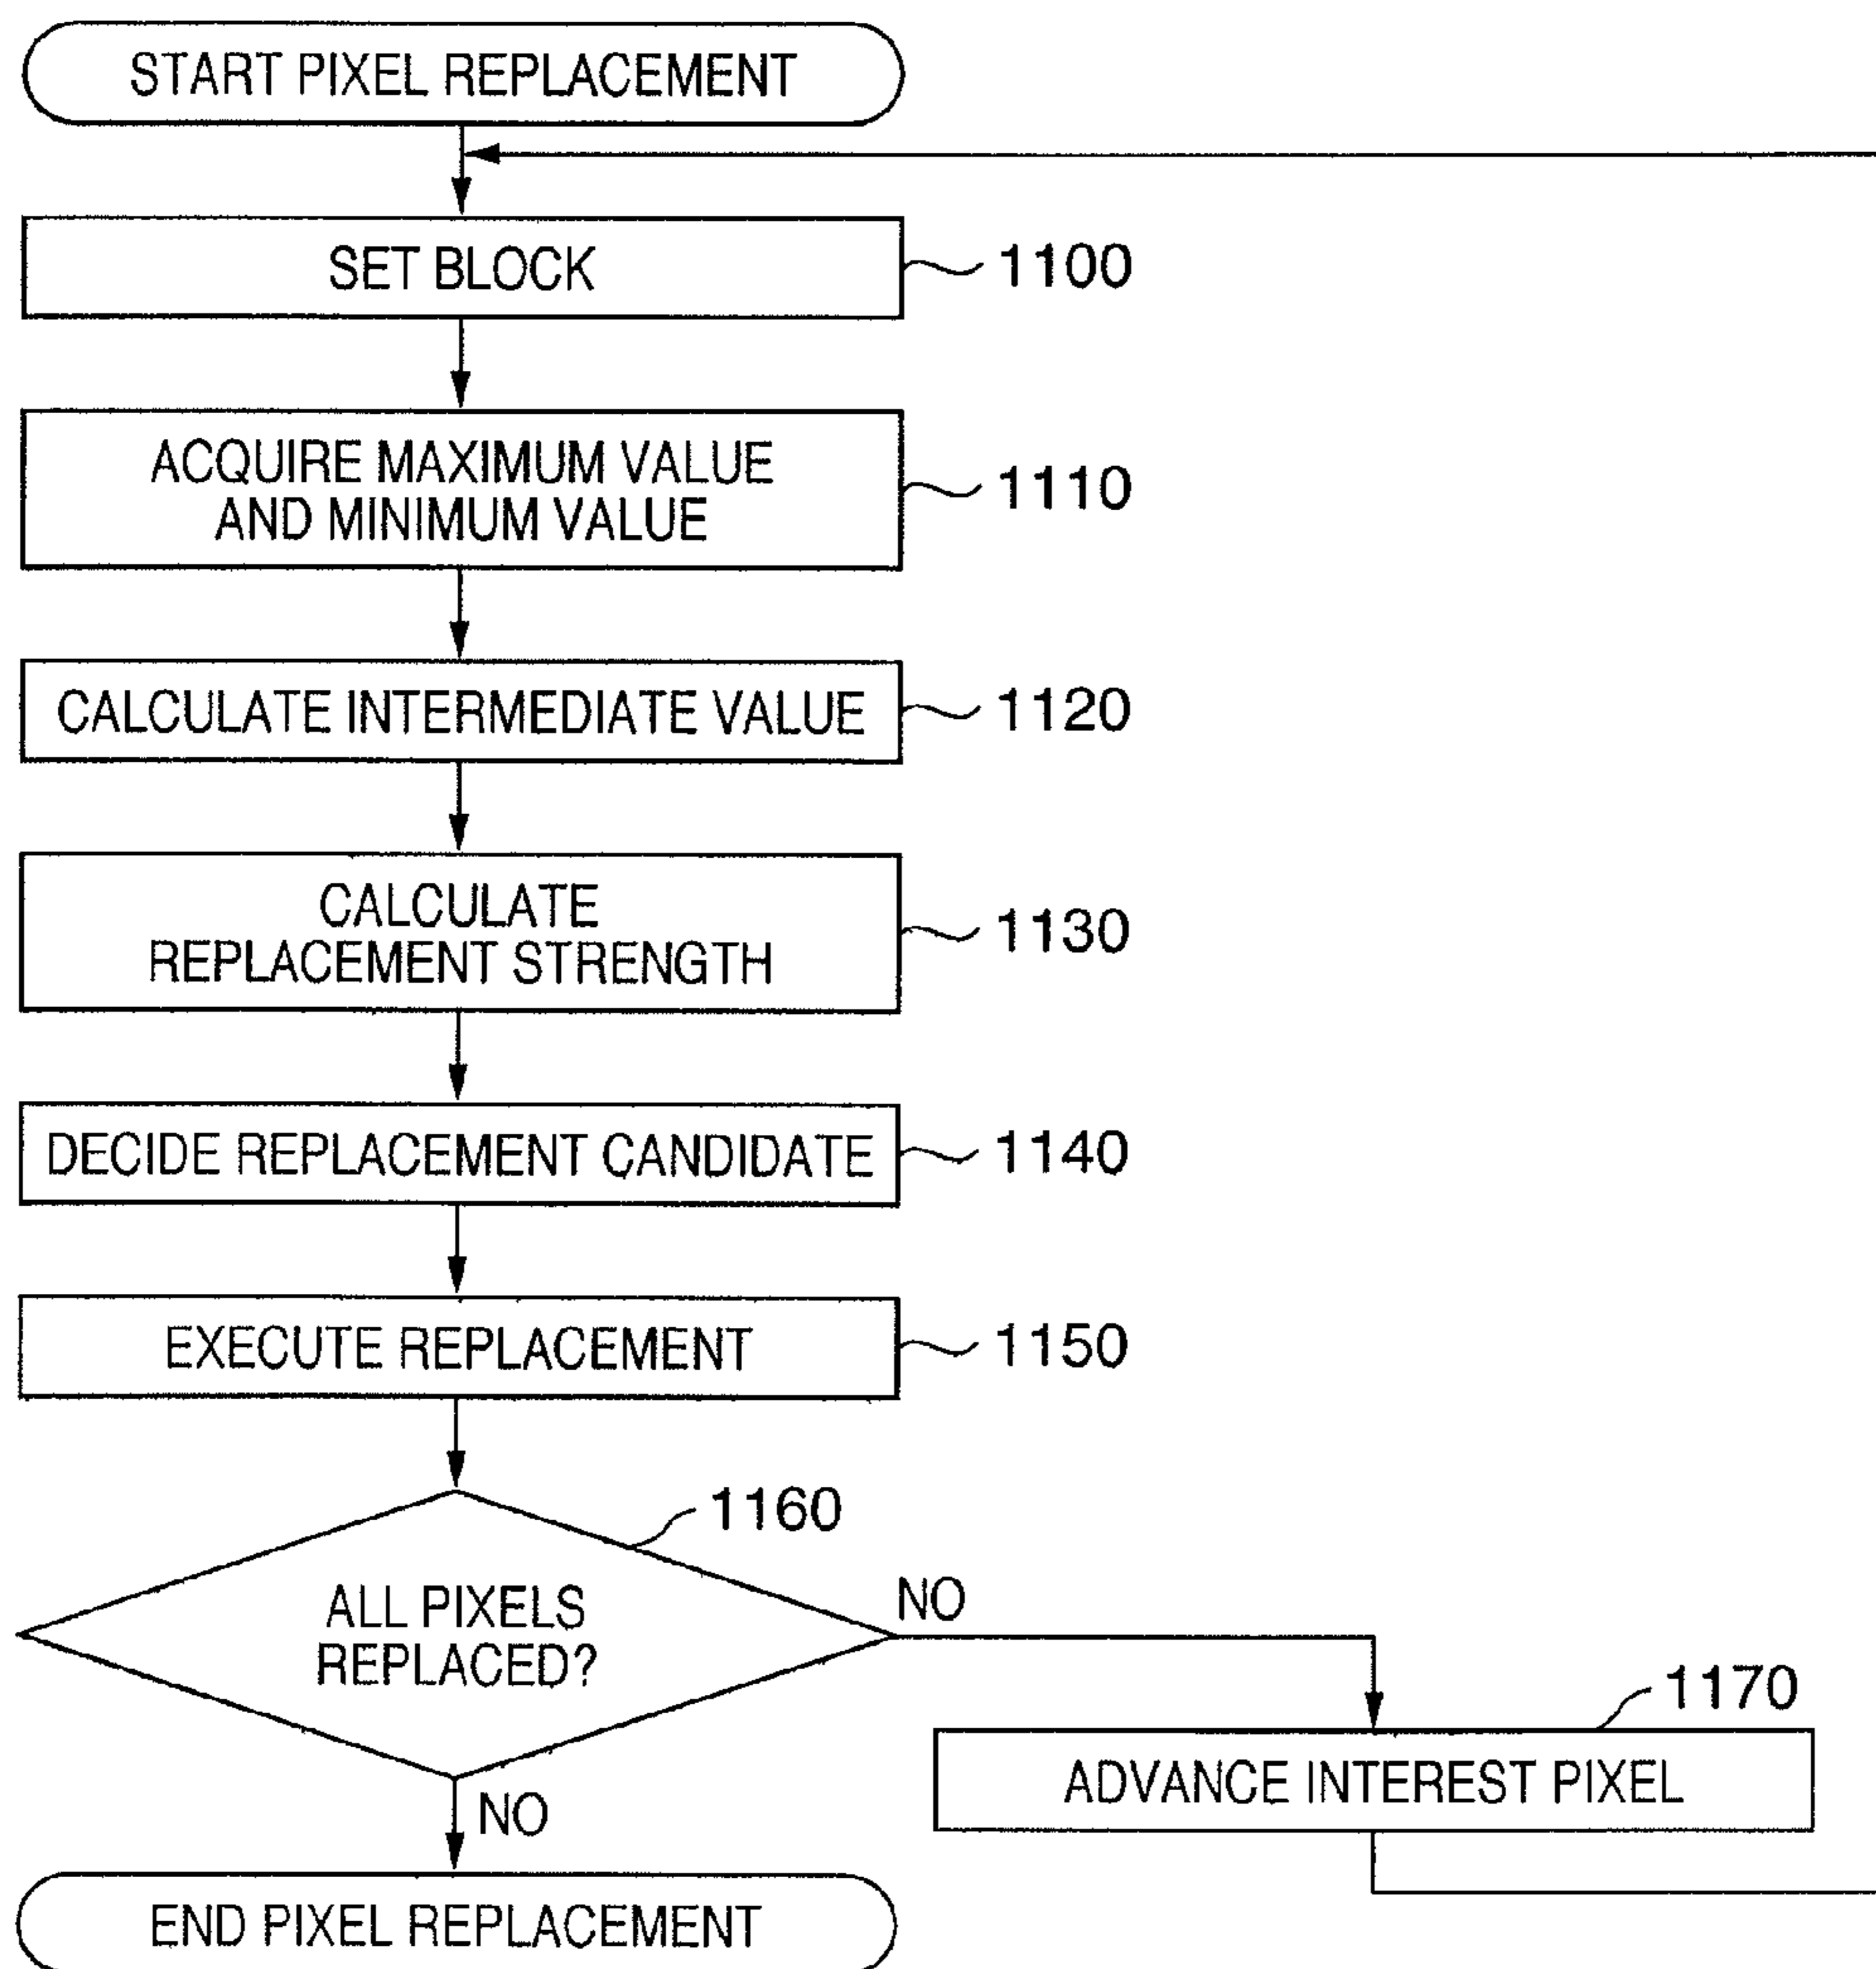 START PIXEL REPLACEMENT
SET BLOCK
1100
ACQUIRE MAXIMUM VALUE
AND MINIMUM VALUE
1110
CALCULATE INTERMEDIATE VALUE
1120
CALCULATE
REPLACEMENT STRENGTH
1130
DECIDE REPLACEMENT CANDIDATE
1140
EXECUTE REPLACEMENT
1150
1160
ALL PIXELS
REPLACED?
NO
1170
ADVANCE INTEREST PIXEL
NO
END PIXEL REPLACEMENT